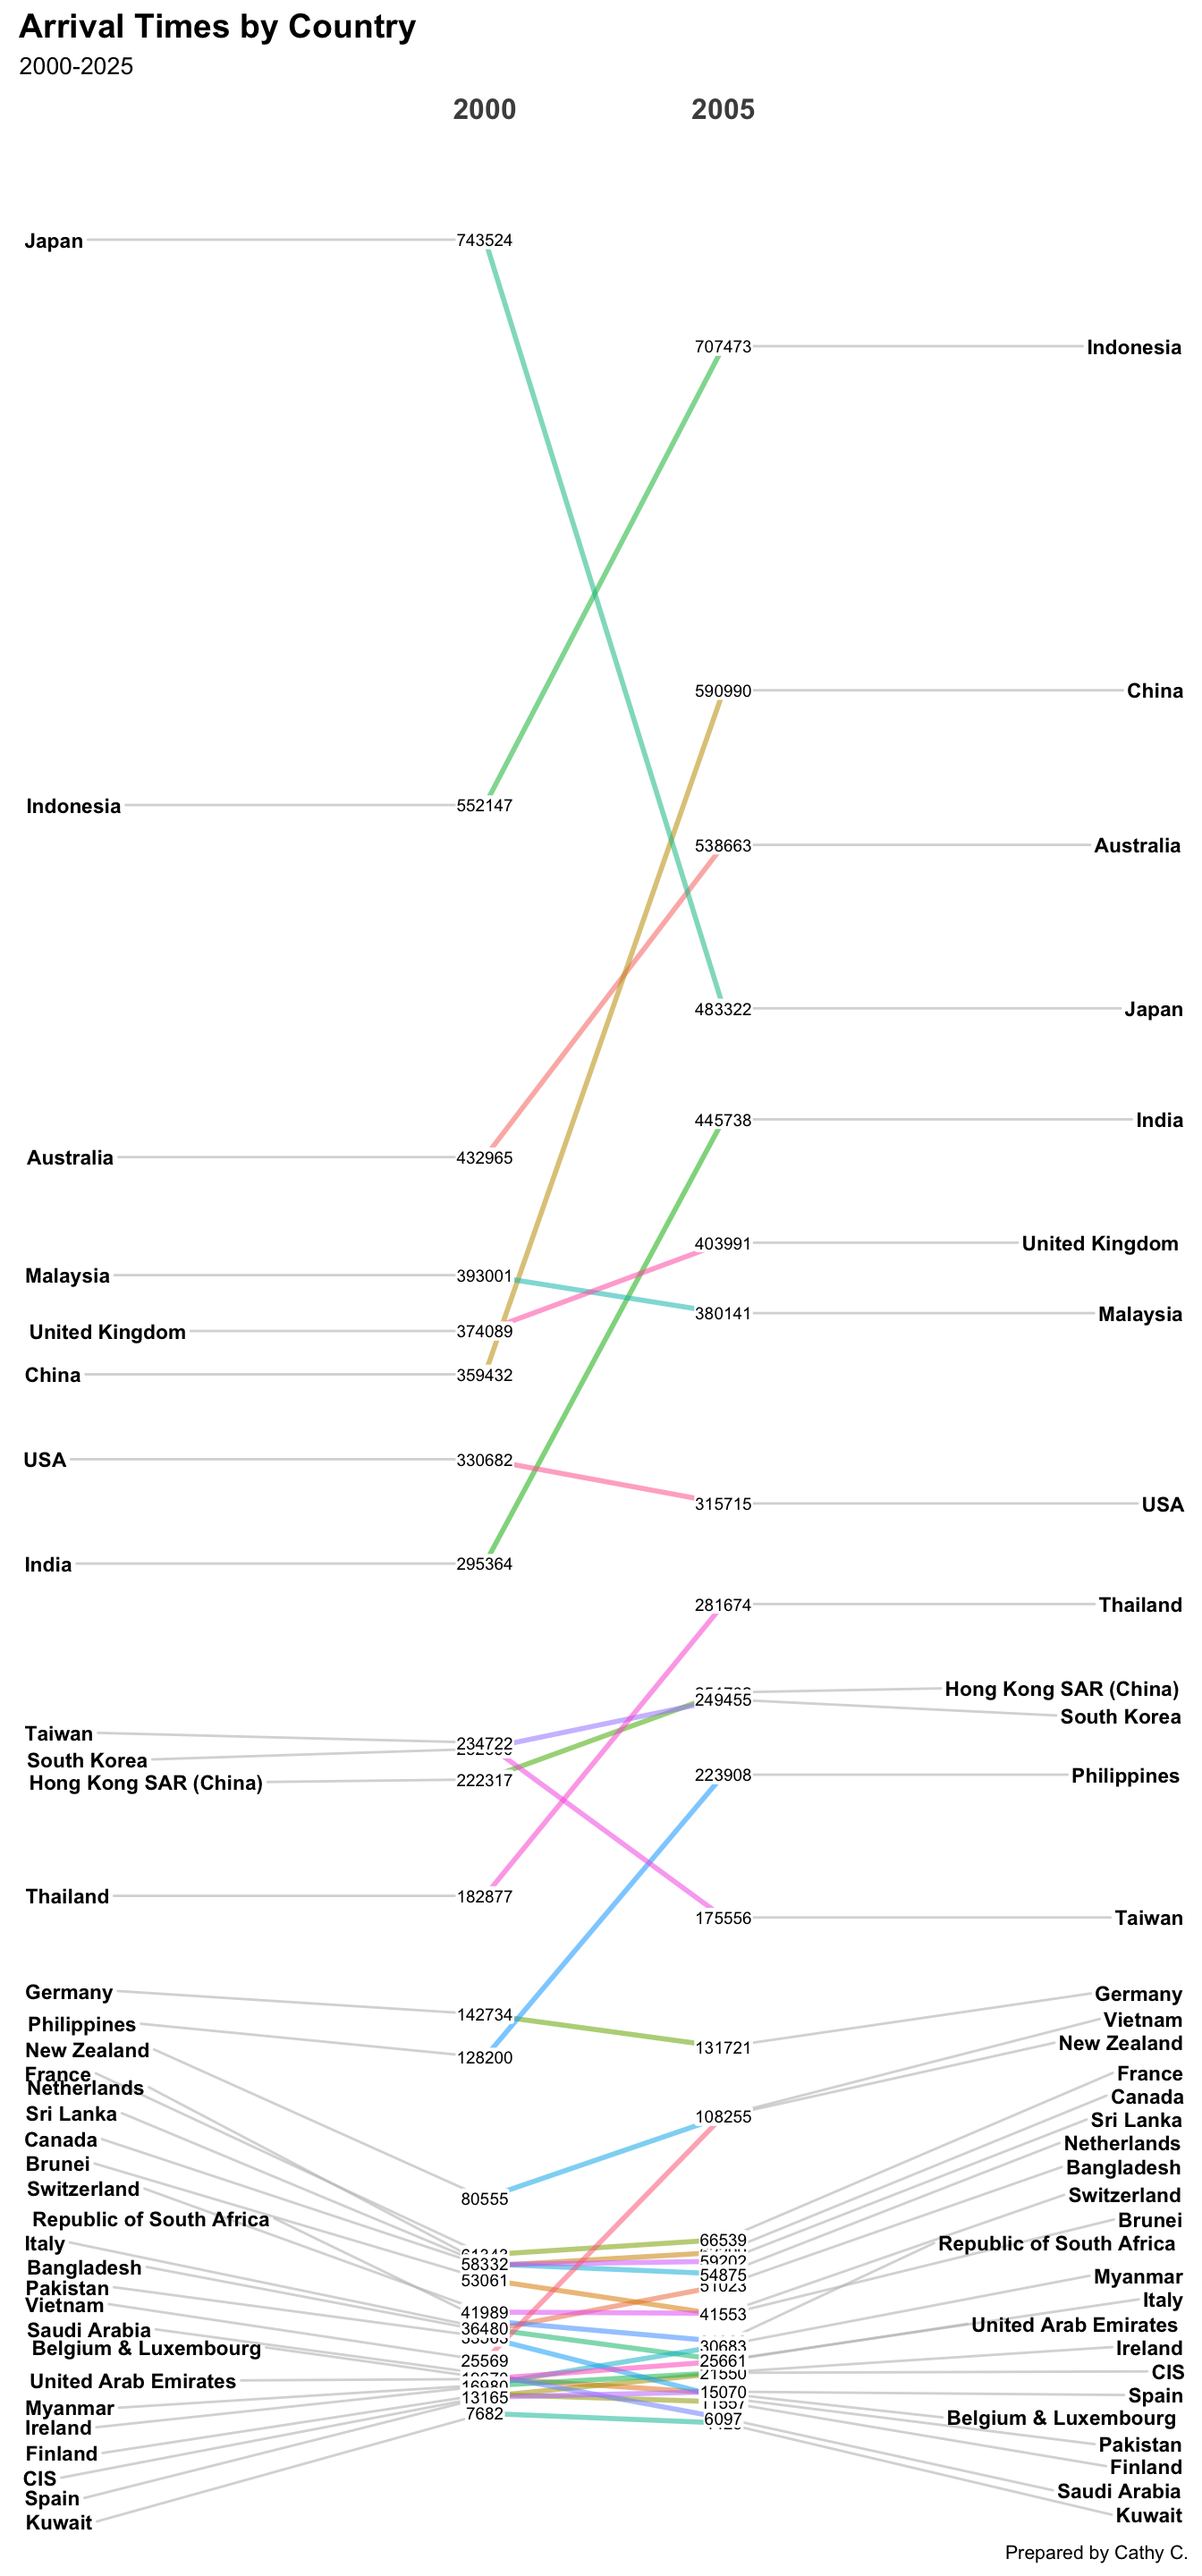 Arrival Times by Country
2000-2025
2000 2005
Japan 743524
707473 Indonesia
590990 China
Indonesia 552147
538663 Australia
483322 Japan
445738 India
Australia 432965
403991 United Kingdom
Malaysia 393001
380141 Malaysia
United Kingdom 374089
China 359432
USA 330682
315715 USA
India 295364
281674 Thailand
Hong Kong SAR (China)
249455
South Korea
Taiwan
234722
South Korea
Hong Kong SAR (China) 222317
223908 Philippines
Thailand 182877
175556 Taiwan
Germany 142734
Germany
131721
Philippines
128200
Vietnam
New Zealand
New Zealand
108255
France
France
Netherlands
Canada
Sri Lanka
Sri Lanka
Canada
Netherlands
Brunei
Bangladesh
Switzerland
80555
Switzerland
Republic of South Africa
Brunei
Italy
66539
Republic of South Africa
58332
59202
Bangladesh
54875
Myanmar
53061
51023
Pakistan
Italy
Vietnam
41989
41553
36480
United Arab Emirates
Saudi Arabia
30683
Belgium & Luxembourg
Ireland
25569
25661
21550
CIS
United Arab Emirates
16980
15070
Spain
13165
11557
Myanmar
7682
6097
Belgium & Luxembourg
Ireland
Pakistan
Finland
Finland
CIS
Saudi Arabia
Spain
Kuwait
Kuwait
Prepared by Cathy C.